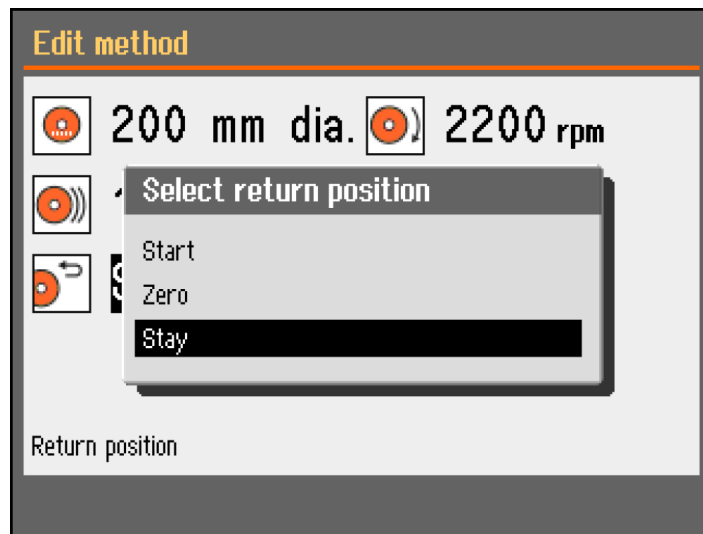 Edit method
200 mm dia. 2200 rpm
Select return position
Start
Zero
Stay
Return position